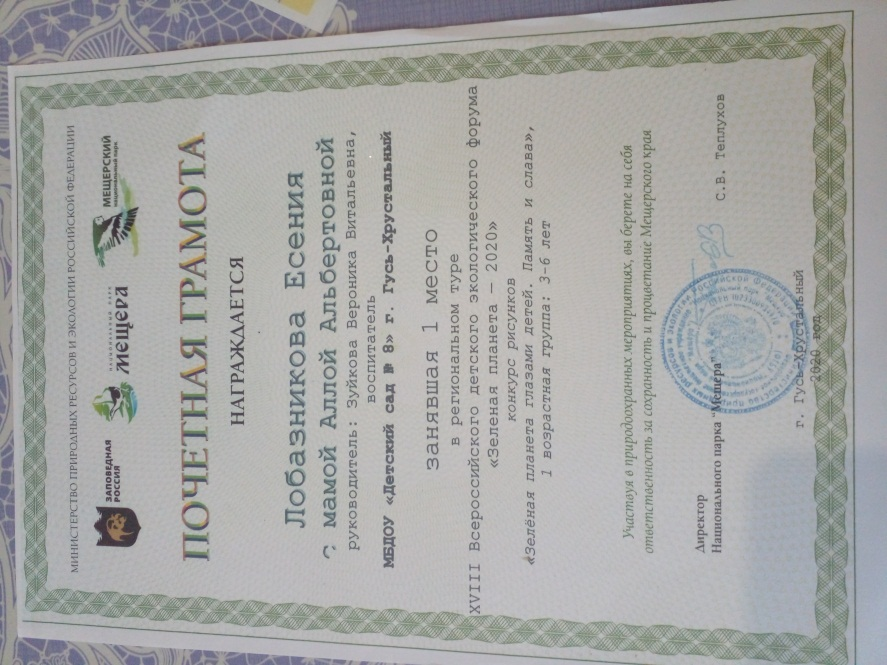 МИНИСТЕРСТВО ПРИРОДНЫХ РЕСУРСОВ И ЭКОЛОГИИ РОССИЙСКОЙ ФЕДЕРАЦИИ
ЗАПОВЕДНАЯ
РОССИЯ
НАЦИОНАЛЬНЫЙ ПАРК
мещера
МЕЩЕРСКИЙ
национальный парк
ПОЧЕТНАЯ ГРАМОТА
НАГРАЖДАЕТСЯ
Лобазникова Есения
мамой Аллой Альбертовной
руководитель: Зуйкова Вероника Витальевна,
воспитатель
МБДОУ «Детский сад № 8» г. Гусь-Хрустальный
занявшая 1 место
в региональном туре
XVIII Всероссийского детского экологического форума
«Зеленая планета – 2020»
конкурс рисунков
«Зелёная планета глазами детей. Память и слава»,
1 возрастная группа: 3-6 лет
Участвуя в природоохранных мероприятиях, вы берете на себя
ответственность за сохранность и процветание Мещерского края
Директор
Национального парка "Мещера"
С.В. Теплухов
г. Гусь-Хрустальный
2020 год